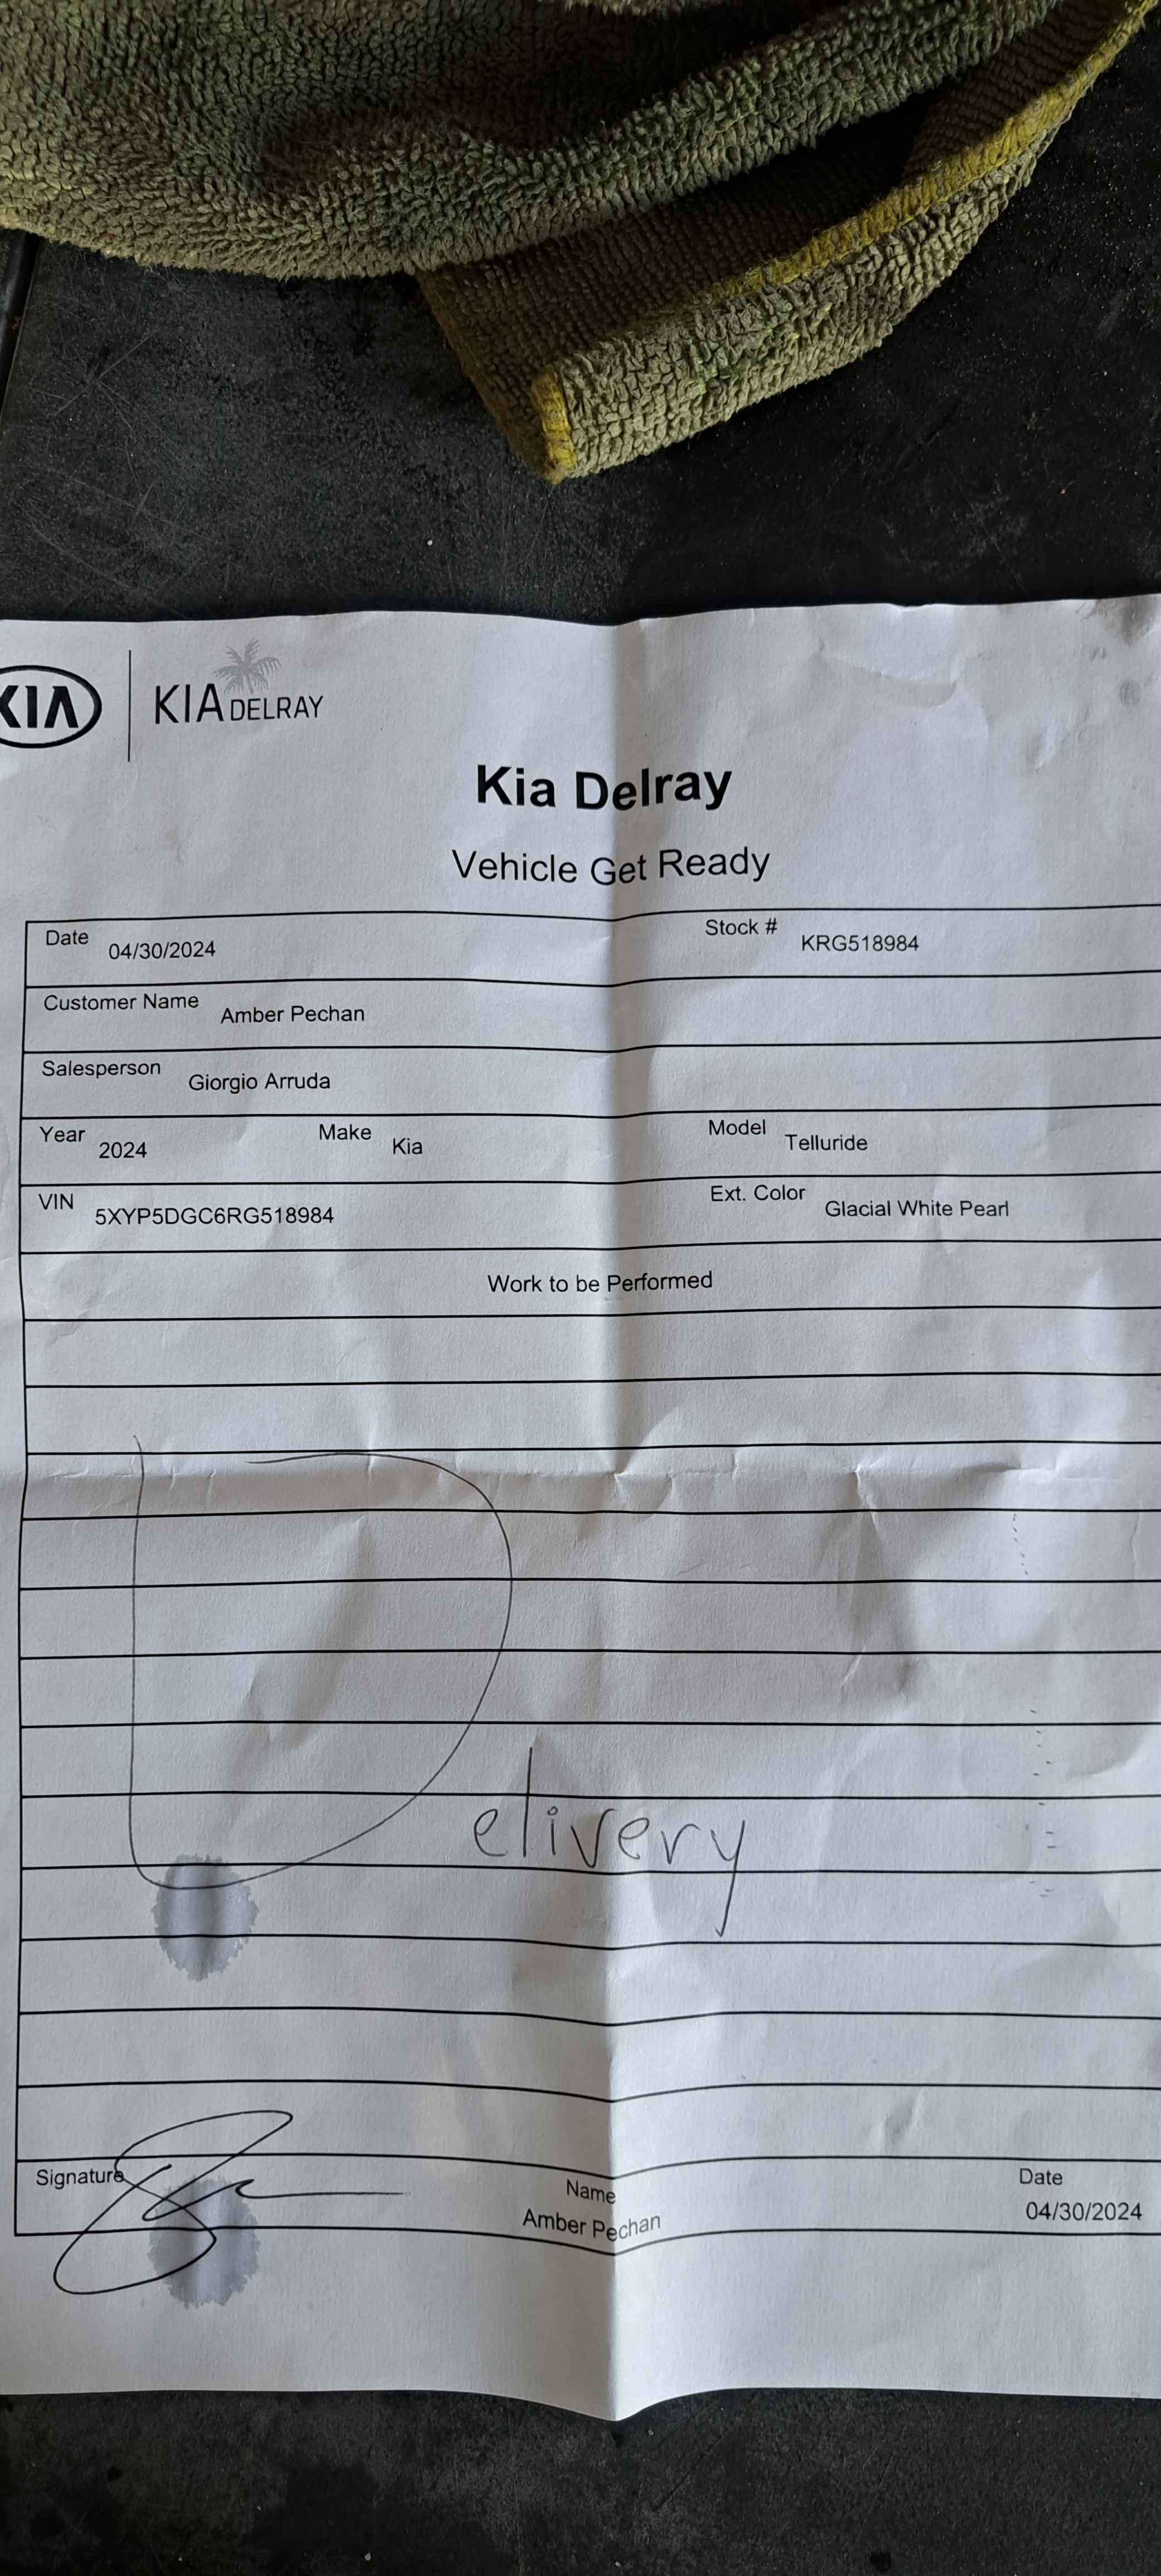 KIA KIA DELRAY
Kia Delray
Vehicle Get Ready
Date 04/30/2024 Stock # KRG518984
Customer Name Amber Pechan
Salesperson Giorgio Arruda
Year 2024 Make Kia Model Telluride
VIN 5XYP5DGC6RG518984 Ext. Color Glacial White Pearl
Work to be Performed
Delivery
Signature Name Date
Amber Pechan 04/30/2024